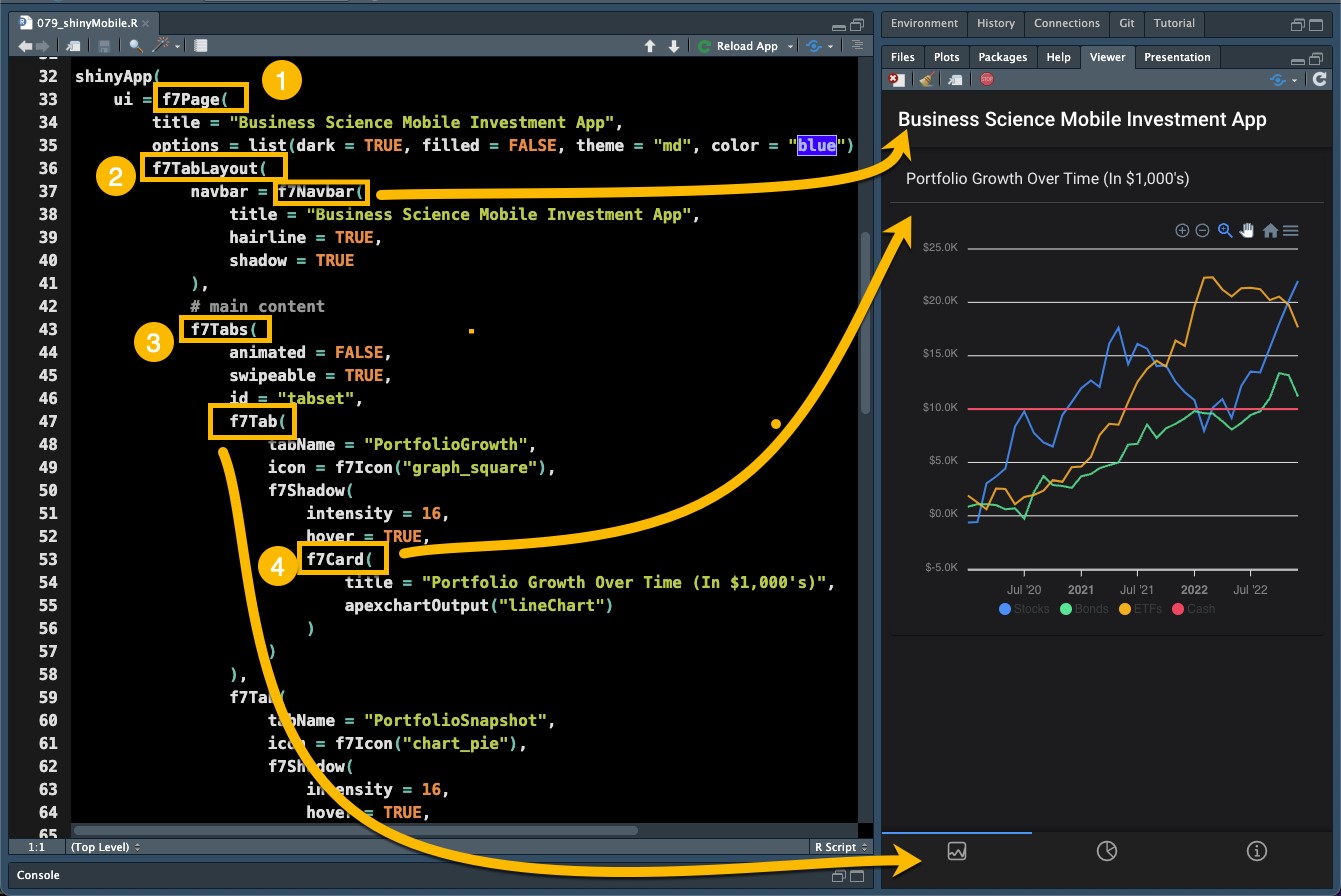 079_shinyMobile.R
Reload App
32 shinyApp(
33 ui = f7Page(
34 title = "Business Science Mobile Investment App",
35 options = list(dark = TRUE, filled = FALSE, theme = "md", color = "blue")
36 f7TabLayout(
37 navbar = f7Navbar(
38 title = "Business Science Mobile Investment App",
39 hairline = TRUE,
40 shadow = TRUE
41 ),
42 # main content
43 f7Tabs(
44 animated = FALSE,
45 swipeable = TRUE,
46 id = "tabset",
47 f7Tab(
48 tabName = "PortfolioGrowth",
49 icon = f7Icon("graph_square"),
50 f7Shadow(
51 intensity = 16,
52 hover = TRUE,
53 f7Card(
54 title = "Portfolio Growth Over Time (In $1,000's)",
55 apexchartOutput("lineChart")
56 )
57 )
58 ),
59 f7Tab(
60 tabName = "PortfolioSnapshot",
61 icon = f7Icon("chart_pie"),
62 f7Shadow(
63 intensity = 16,
64 hover = TRUE,
65
1
2
3
4
1:1 (Top Level) R Script
Console
Environment History Connections Git Tutorial
Files Plots Packages Help Viewer Presentation
Business Science Mobile Investment App
Portfolio Growth Over Time (In $1,000's)
$25.0K
$20.0K
$15.0K
$10.0K
$5.0K
$0.0K
$-5.0K
Jul '20 2021 Jul '21 2022 Jul '22
Stocks Bonds ETFs Cash